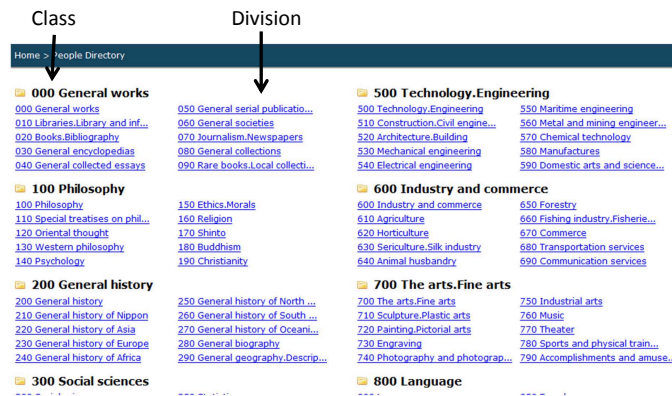 Class
Division
Home > People Directory
000 General works
000 General works
010 Libraries.Library and inf...
020 Books.Bibliography
030 General encyclopedias
040 General collected essays
050 General serial publicatio...
060 General societies
070 Journalism.Newspapers
080 General collections
090 Rare books.Local collecti...
100 Philosophy
100 Philosophy
110 Special treatises on phil...
120 Oriental thought
130 Western philosophy
140 Psychology
150 Ethics.Morals
160 Religion
170 Shinto
180 Buddhism
190 Christianity
200 General history
200 General history
210 General history of Nippon
220 General history of Asia
230 General history of Europe
240 General history of Africa
250 General history of North ...
260 General history of South ...
270 General history of Oceani...
280 General biography
290 General geography.Descrip...
300 Social sciences
500 Technology.Engineering
500 Technology.Engineering
510 Construction.Civil engine...
520 Architecture.Building
530 Mechanical engineering
540 Electrical engineering
550 Maritime engineering
560 Metal and mining engineer...
570 Chemical technology
580 Manufactures
590 Domestic arts and science...
600 Industry and commerce
600 Industry and commerce
610 Agriculture
620 Horticulture
630 Sericulture.Silk industry
640 Animal husbandry
650 Forestry
660 Fishing industry.Fisherie...
670 Commerce
680 Transportation services
690 Communication services
700 The arts.Fine arts
700 The arts.Fine arts
710 Sculpture.Plastic arts
720 Painting.Pictorial arts
730 Engraving
740 Photography and photograp...
750 Industrial arts
760 Music
770 Theater
780 Sports and physical train...
790 Accomplishments and amuse...
800 Language